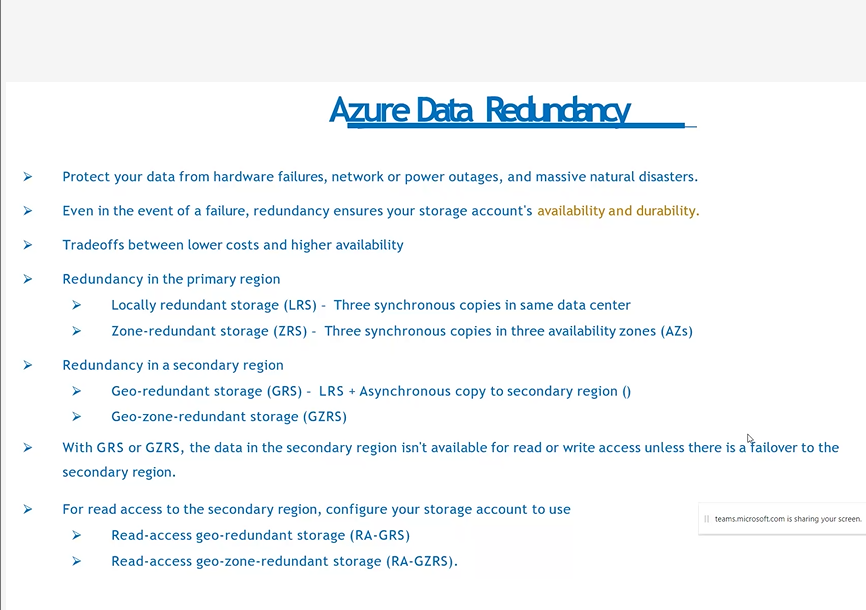 Azure Data Redundancy
Protect your data from hardware failures, network or power outages, and massive natural disasters.
Even in the event of a failure, redundancy ensures your storage account's availability and durability.
Tradeoffs between lower costs and higher availability
Redundancy in the primary region
Locally redundant storage (LRS) – Three synchronous copies in same data center
Zone-redundant storage (ZRS) – Three synchronous copies in three availability zones (AZs)
Redundancy in a secondary region
Geo-redundant storage (GRS) – LRS + Asynchronous copy to secondary region ()
Geo-zone-redundant storage (GZRS)
With GRS or GZRS, the data in the secondary region isn't available for read or write access unless there is a failover to the
secondary region.
For read access to the secondary region, configure your storage account to use
teams.microsoft.com is sharing your screen.
Read-access geo-redundant storage (RA-GRS)
Read-access geo-zone-redundant storage (RA-GZRS).